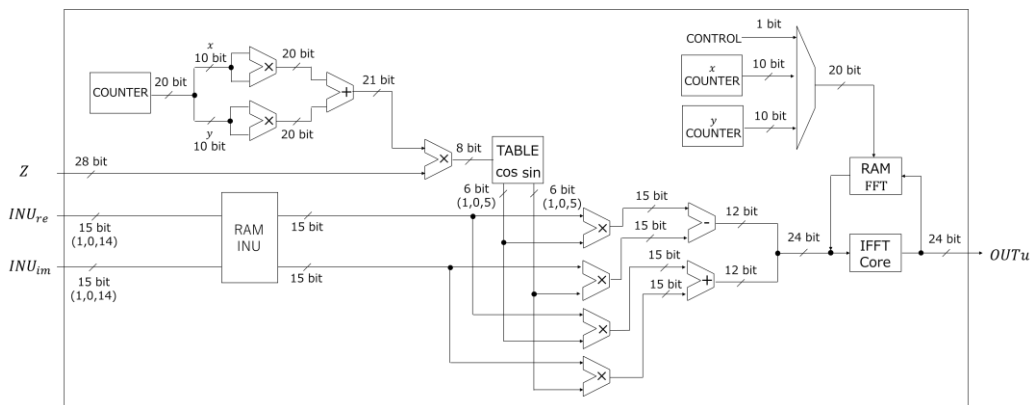 1 bit
CONTROL
x
10 bit
20 bit
20 bit
COUNTER
×
+
21 bit
x
COUNTER
10 bit
20 bit
y
10 bit
×
20 bit
y
COUNTER
10 bit
Z
28 bit
×
8 bit
TABLE
cos sin
RAM
FFT
6 bit
(1,0,5)
6 bit
(1,0,5)
INUre
15 bit
(1,0,14)
RAM
INU
15 bit
×
15 bit
-
12 bit
15 bit
INUim
15 bit
(1,0,14)
15 bit
×
15 bit
+
12 bit
15 bit
24 bit
IFFT
Core
24 bit
OUTu
×
×